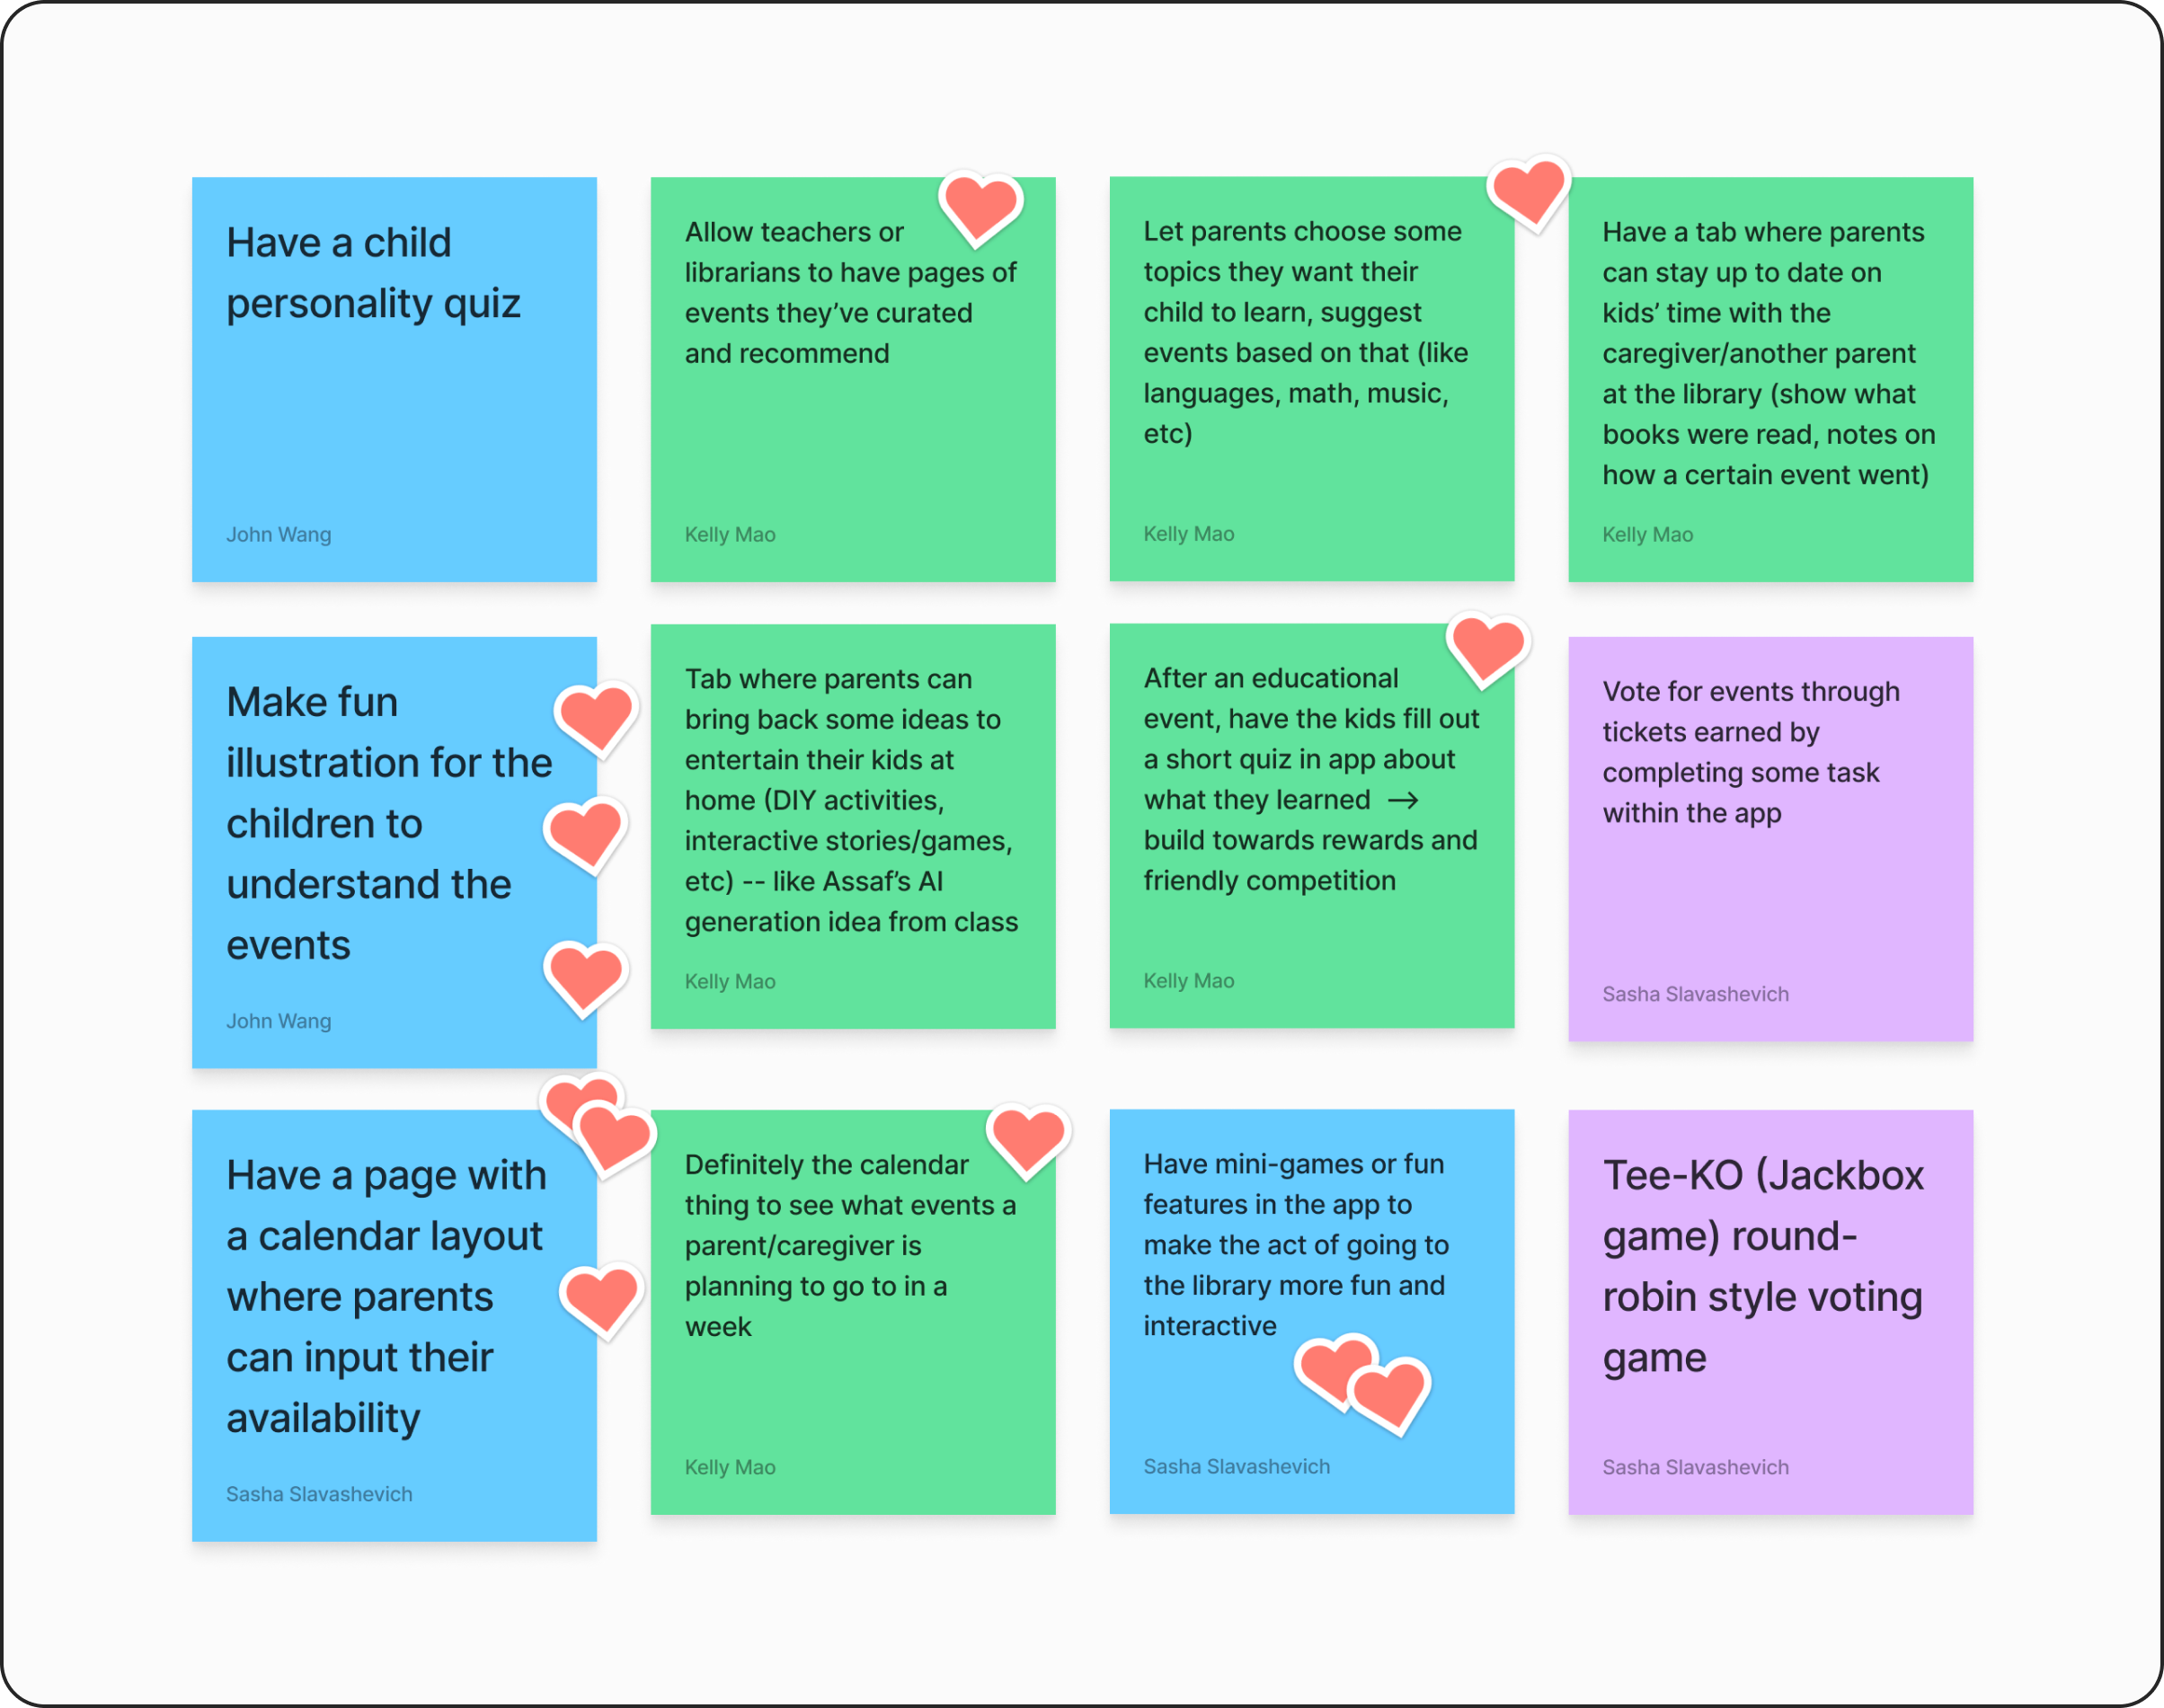 Have a child
personality quiz
John Wang
Allow teachers or
librarians to have pages of
events they’ve curated
and recommend
Kelly Mao
Let parents choose some
topics they want their
child to learn, suggest
events based on that (like
languages, math, music,
etc)
Kelly Mao
Have a tab where parents
can stay up to date on
kids’ time with the
caregiver/another parent
at the library (show what
books were read, notes on
how a certain event went)
Kelly Mao
Make fun
illustration for the
children to
understand the
events
John Wang
Tab where parents can
bring back some ideas to
entertain their kids at
home (DIY activities,
interactive stories/games,
etc) -- like Assaf’s AI
generation idea from class
Kelly Mao
After an educational
event, have the kids fill out
a short quiz in app about
what they learned →
build towards rewards and
friendly competition
Kelly Mao
Vote for events through
tickets earned by
completing some task
within the app
Sasha Slavashevich
Have a page with
a calendar layout
where parents
can input their
availability
Sasha Slavashevich
Definitely the calendar
thing to see what events a
parent/caregiver is
planning to go to in a
week
Kelly Mao
Have mini-games or fun
features in the app to
make the act of going to
the library more fun and
interactive
Sasha Slavashevich
Tee-KO (Jackbox
game) round-
robin style voting
game
Sasha Slavashevich